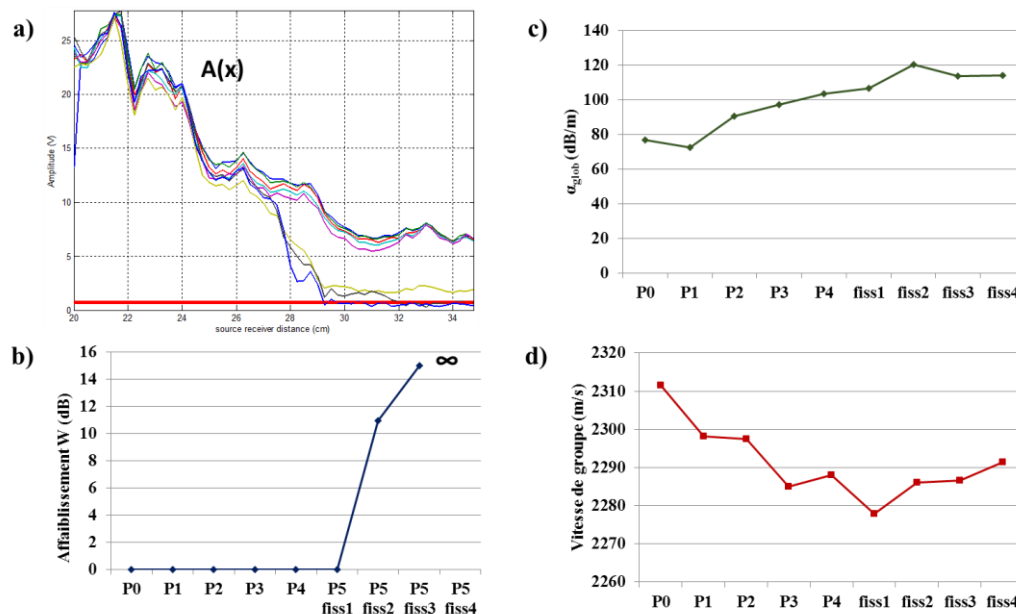 a)
25
20
15
10
5
0
Amplitude (V)
A(x)
20 22 24 26 28 30 32 34
source receiver distance (cm)
b)
16
14
12
10
8
6
4
2
0
Affaiblissement W (dB)
∞
P0 P1 P2 P3 P4 P5 P5 P5 P5
fiss1 fiss2 fiss3 fiss4
c)
140
120
100
80
60
40
20
0
αglob (dB/m)
P0 P1 P2 P3 P4 fiss1 fiss2 fiss3 fiss4
d)
2320
2310
2300
2290
2280
2270
2260
Vitesse de groupe (m/s)
P0 P1 P2 P3 P4 fiss1 fiss2 fiss3 fiss4